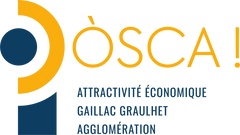 ÒSCA !
ATTRACTIVITÉ ÉCONOMIQUE
GAILLAC GRAULHET
AGGLOMÉRATION